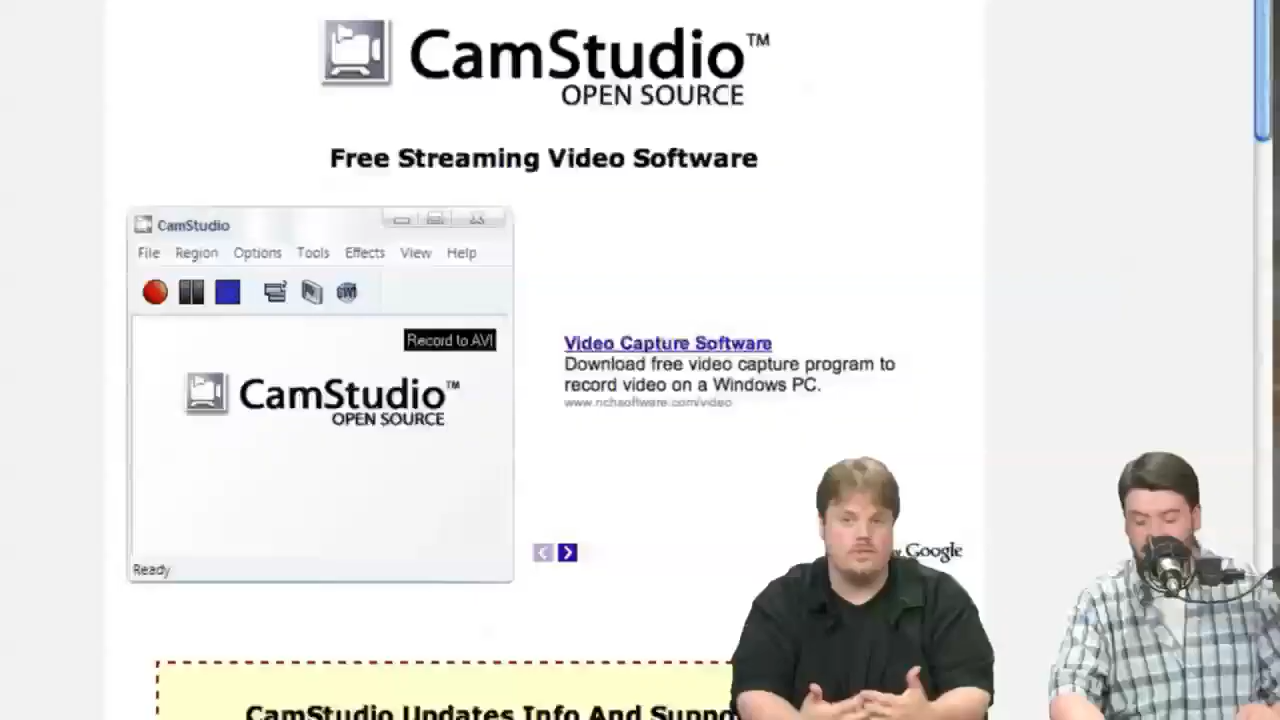 CamStudio™
OPEN SOURCE
Free Streaming Video Software
CamStudio
File Region Options Tools Effects View Help
Record to AVI
CamStudio™
OPEN SOURCE
Ready
Video Capture Software
Download free video capture program to
record video on a Windows PC.
www.richsoftware.com/video
Google
CamStudio Updates Info And